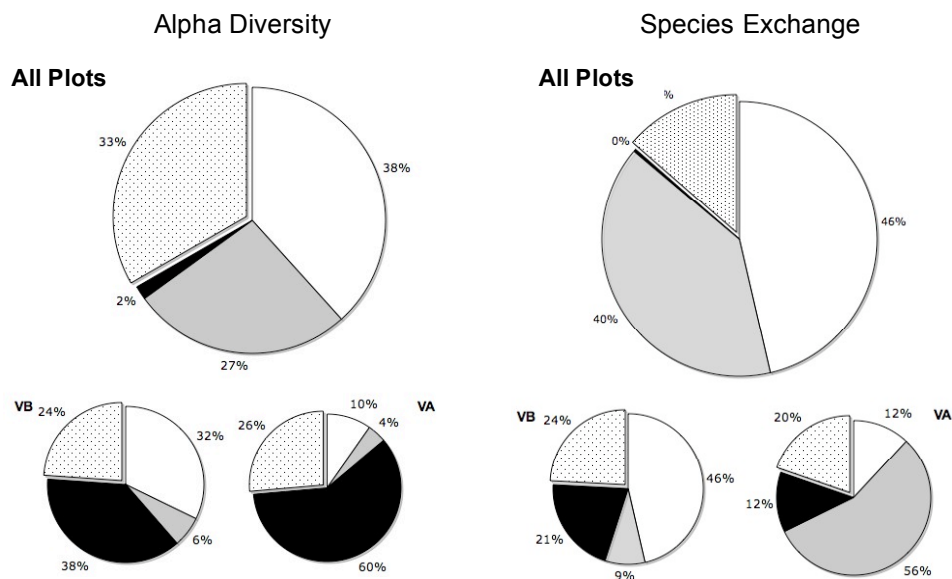 Alpha Diversity
Species Exchange
All Plots
33%
38%
2%
27%
All Plots
%
0%
46%
40%
VB 24%
32%
6%
38%
26%
10%
4%
VA
60%
VB
24%
46%
21%
9%
20%
12%
VA
12%
56%